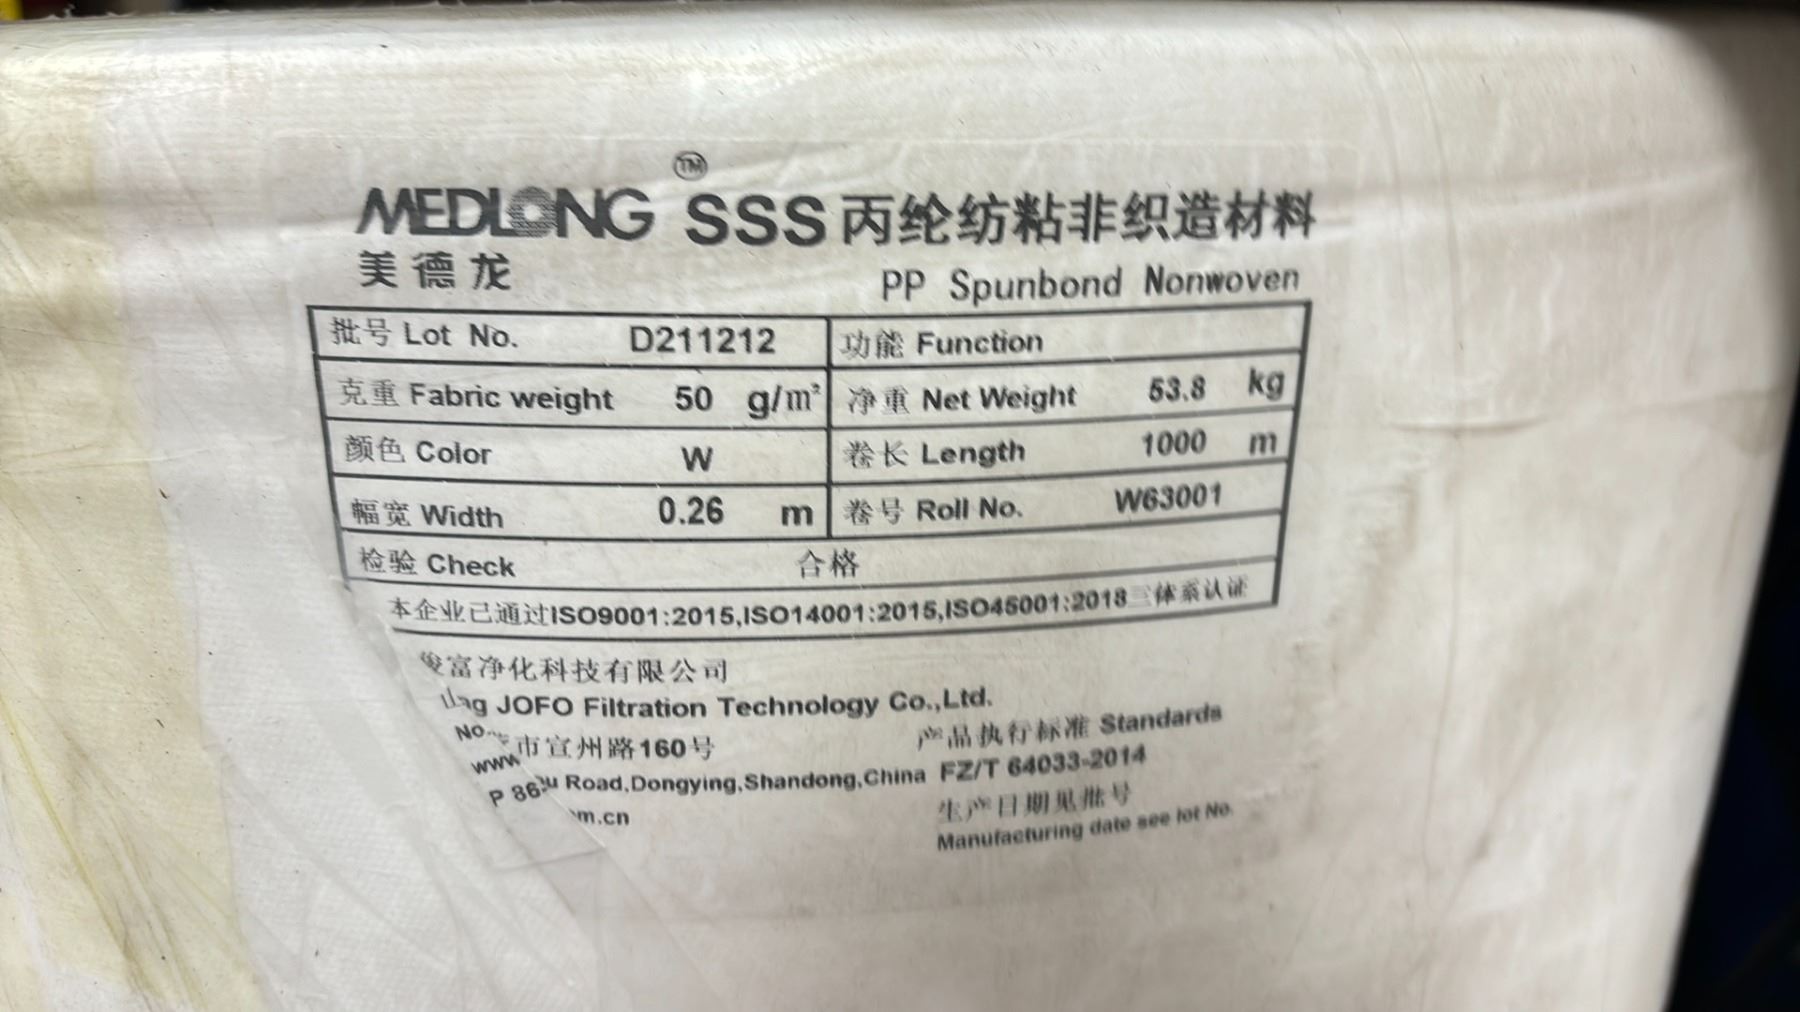 TM
MEDLONG SSS 丙纶纺粘非织造材料
美德龙
PP Spunbond Nonwoven
批号 Lot No. D211212 功能 Function
克重 Fabric weight 50 g/m² 净重 Net Weight 53.8 kg
颜色 Color W 卷长 Length 1000 m
幅宽 Width 0.26 m 卷号 Roll No. W63001
检验 Check 合格
本企业已通过ISO9001:2015,ISO14001:2015,ISO45001:2018三体系认证
俊富净化科技有限公司
JOFO Filtration Technology Co.,Ltd.
市宜州路160号
产品执行标准 Standards
Road,Dongying,Shandong,China
FZ/T 64033-2014
生产日期见批号
Manufacturing date see lot No.